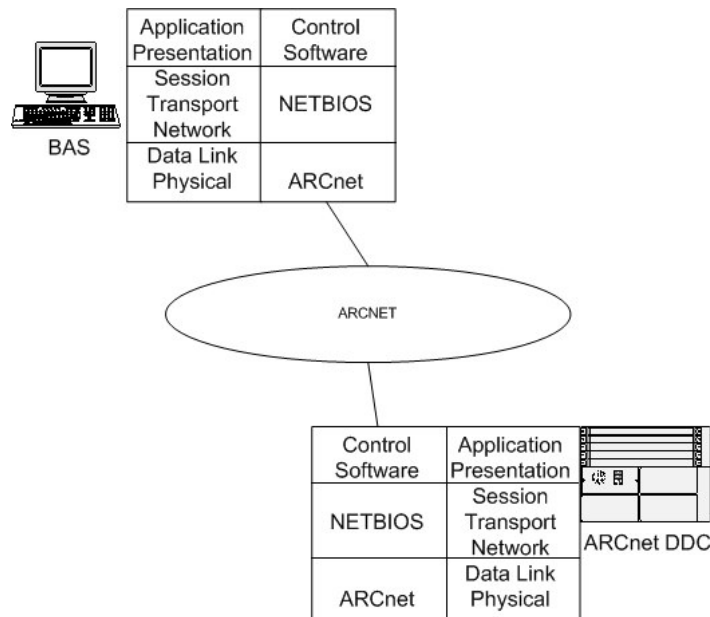 Application
Presentation
Control
Software
Session
Transport
Network
NETBIOS
Data Link
Physical
ARCnet
BAS
ARCNET
Control
Software
Application
Presentation
NETBIOS
Session
Transport
Network
ARCnet
Data Link
Physical
ARCnet DDC